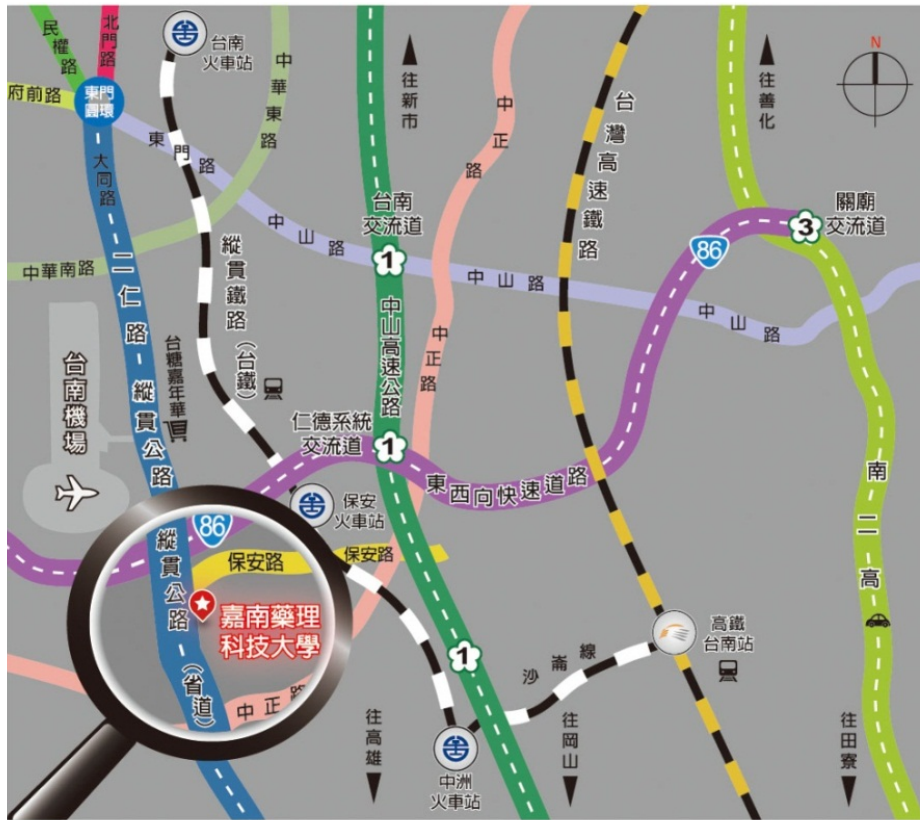 民權路
北門路
台南
火車站
中華東路
往新市
中正路
台灣高速鐵路
往善化
N
府前路
東門
圓環
東門路
大同路
台南
交流道
1
中山路
中山路
中山路
關廟
交流道
3
86
中華南路
二仁路
縱貫鐵路
(台鐵)
中山高速公路
中正路
台南機場
台糖嘉年華
縱貫公路
仁德系統
交流道
1
東西向快速道路
南二高
保安
火車站
86
縱貫公路
(省道)
保安路
保安路
嘉南藥理
科技大學
中正路
1
沙崙線
高鐵
台南站
往高雄
中洲
火車站
往岡山
往田寮